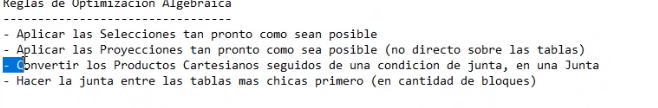 Reglas de Optimización Algebraica
--------------------------------
- Aplicar las Selecciones tan pronto como sean posible
- Aplicar las Proyecciones tan pronto como sea posible (no directo sobre las tablas)
- Convertir los Productos Cartesianos seguidos de una condicion de junta, en una Junta
- Hacer la junta entre las tablas mas chicas primero (en cantidad de bloques)